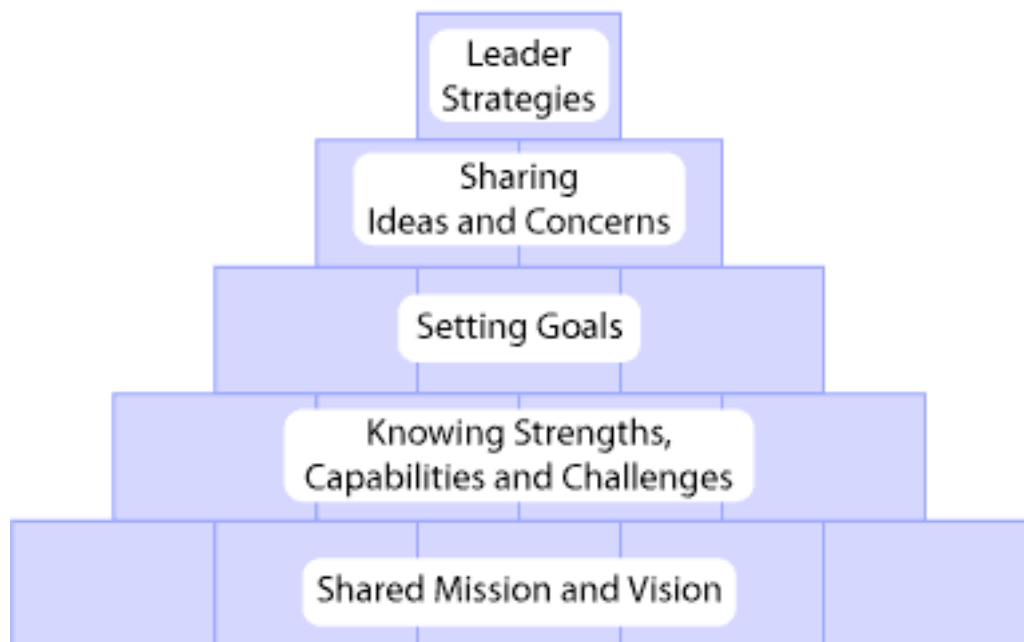 Leader
Strategies
Sharing
Ideas and Concerns
Setting Goals
Knowing Strengths,
Capabilities and Challenges
Shared Mission and Vision